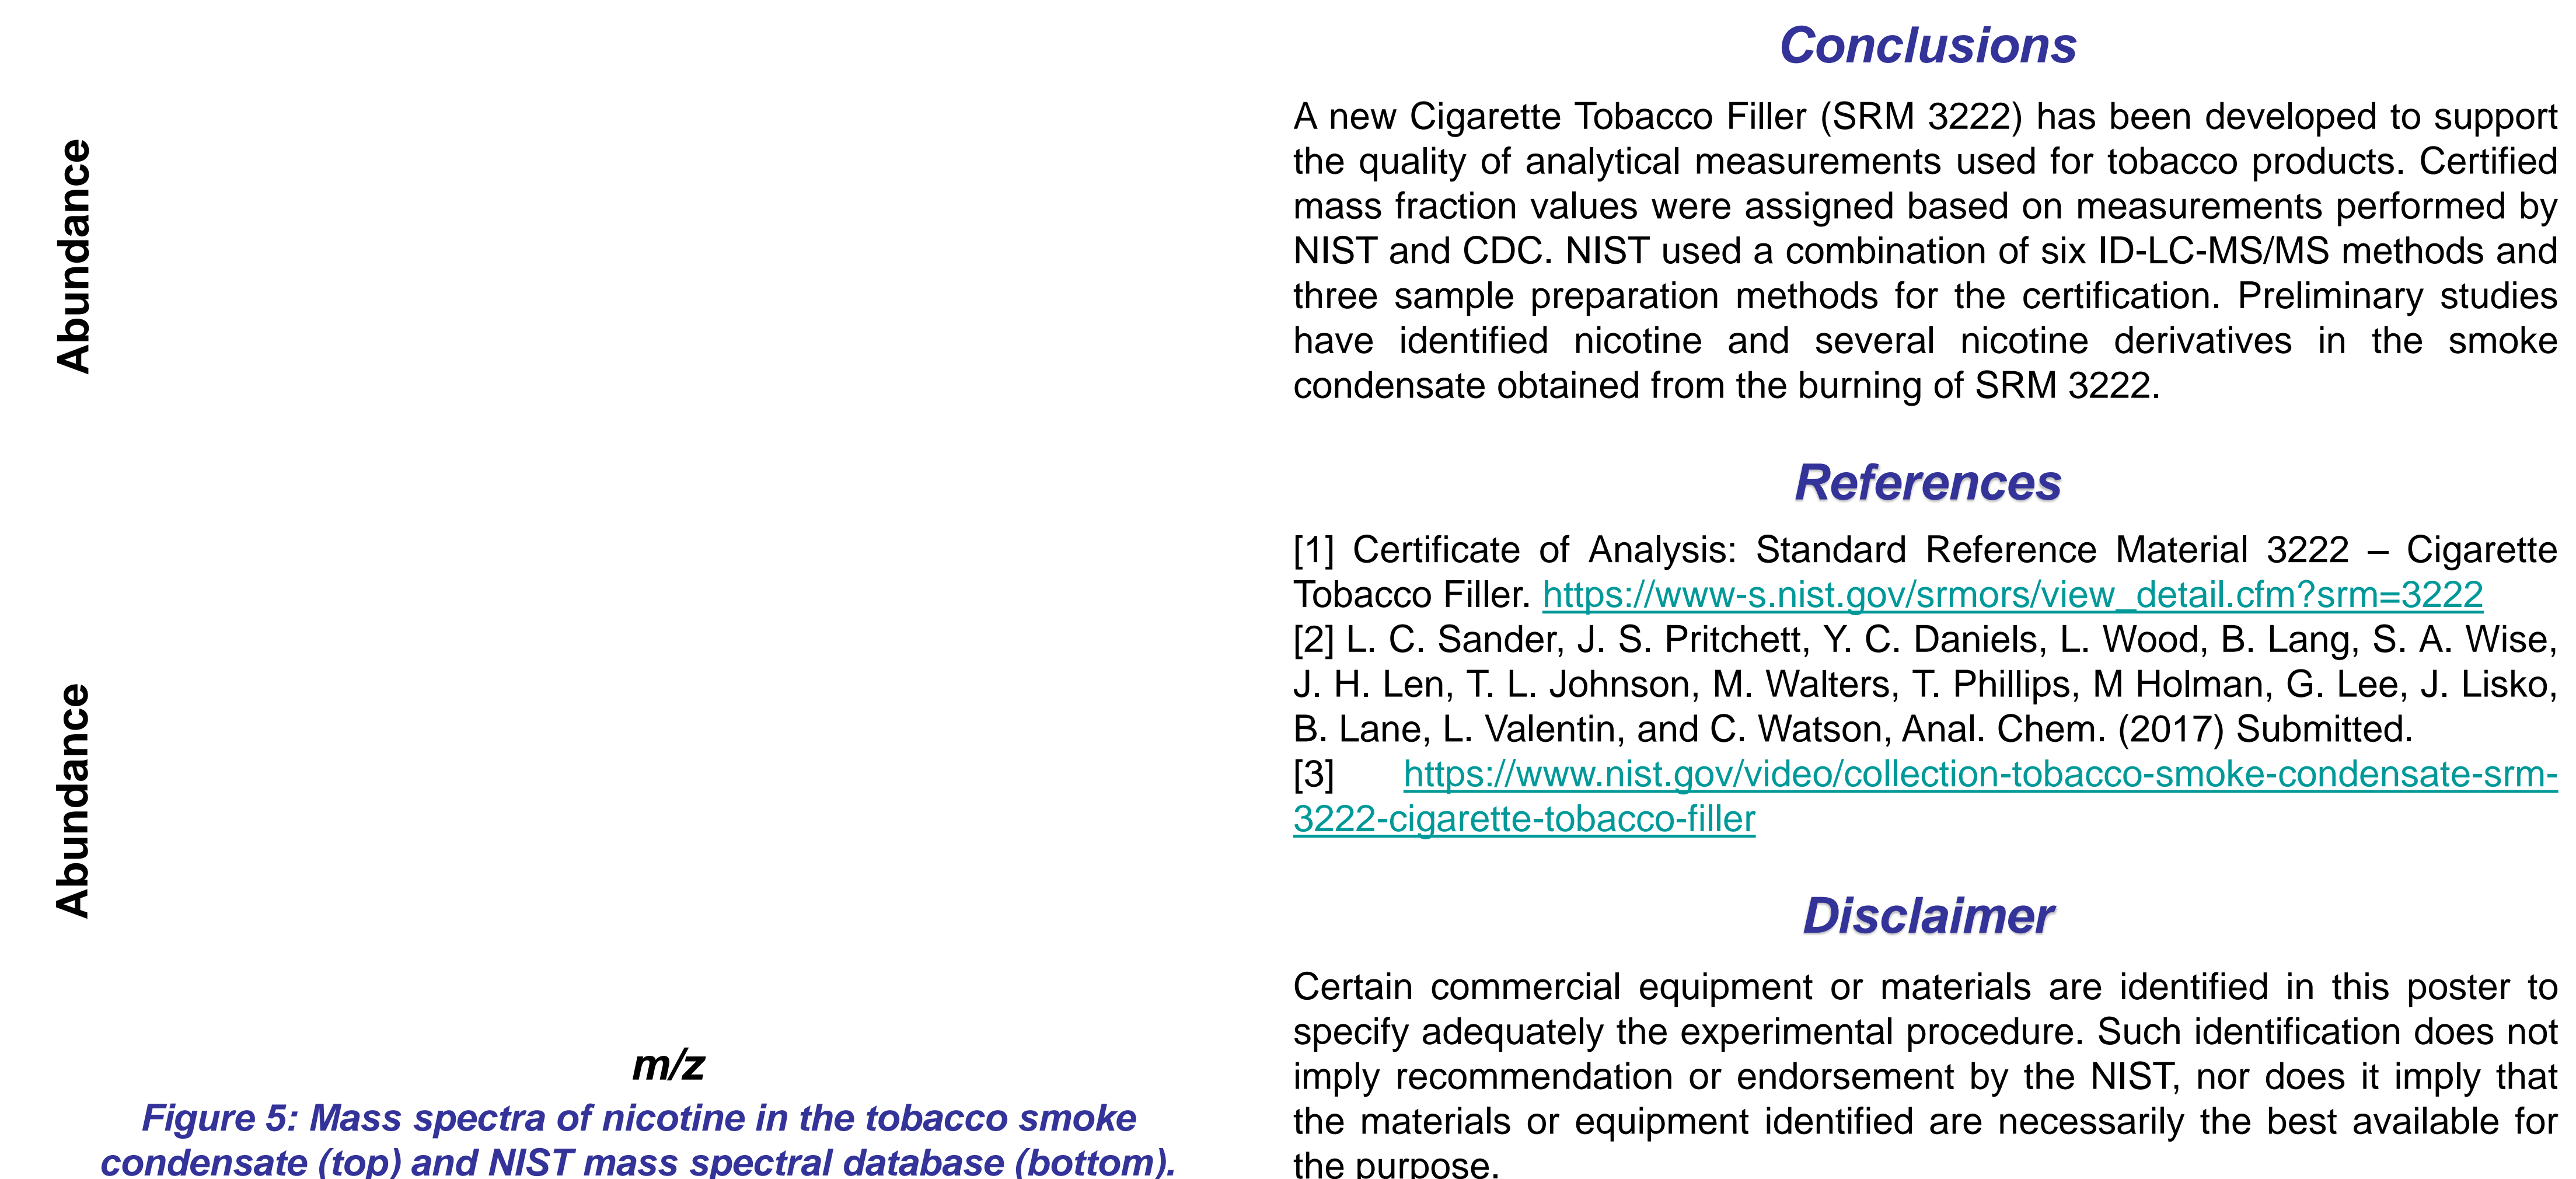 Abundance
Abundance
m/z
Figure 5: Mass spectra of nicotine in the tobacco smoke
condensate (top) and NIST mass spectral database (bottom).
Conclusions
A new Cigarette Tobacco Filler (SRM 3222) has been developed to support
the quality of analytical measurements used for tobacco products. Certified
mass fraction values were assigned based on measurements performed by
NIST and CDC. NIST used a combination of six ID-LC-MS/MS methods and
three sample preparation methods for the certification. Preliminary studies
have identified nicotine and several nicotine derivatives in the smoke
condensate obtained from the burning of SRM 3222.
References
[1] Certificate of Analysis: Standard Reference Material 3222 – Cigarette
Tobacco Filler. https://www-s.nist.gov/srmors/view_detail.cfm?srm=3222
[2] L. C. Sander, J. S. Pritchett, Y. C. Daniels, L. Wood, B. Lang, S. A. Wise,
J. H. Len, T. L. Johnson, M. Walters, T. Phillips, M Holman, G. Lee, J. Lisko,
B. Lane, L. Valentin, and C. Watson, Anal. Chem. (2017) Submitted.
[3] https://www.nist.gov/video/collection-tobacco-smoke-condensate-srm-
3222-cigarette-tobacco-filler
Disclaimer
Certain commercial equipment or materials are identified in this poster to
specify adequately the experimental procedure. Such identification does not
imply recommendation or endorsement by the NIST, nor does it imply that
the materials or equipment identified are necessarily the best available for
the purpose.